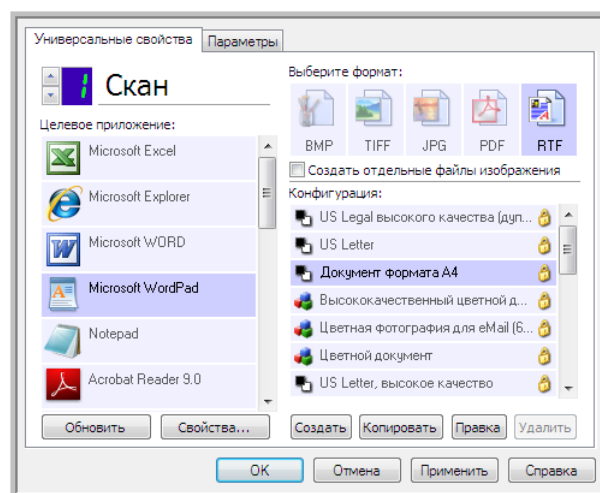 Универсальные свойства
Параметры
1 Скан
Целевое приложение:
Microsoft Excel
Microsoft Explorer
Microsoft WORD
Microsoft WordPad
Notepad
Acrobat Reader 9.0
Обновить
Свойства...
Выберите формат:
BMP TIFF JPG PDF RTF
Создать отдельные файлы изображения
Конфигурация:
US Legal высокого качества (дуп...
US Letter
Документ формата A4
Высококачественный цветной д...
Цветная фотография для eMail (6...
Цветной документ
US Letter, высокое качество
Создать Копировать Правка Удалить
OK Отмена Применить Справка